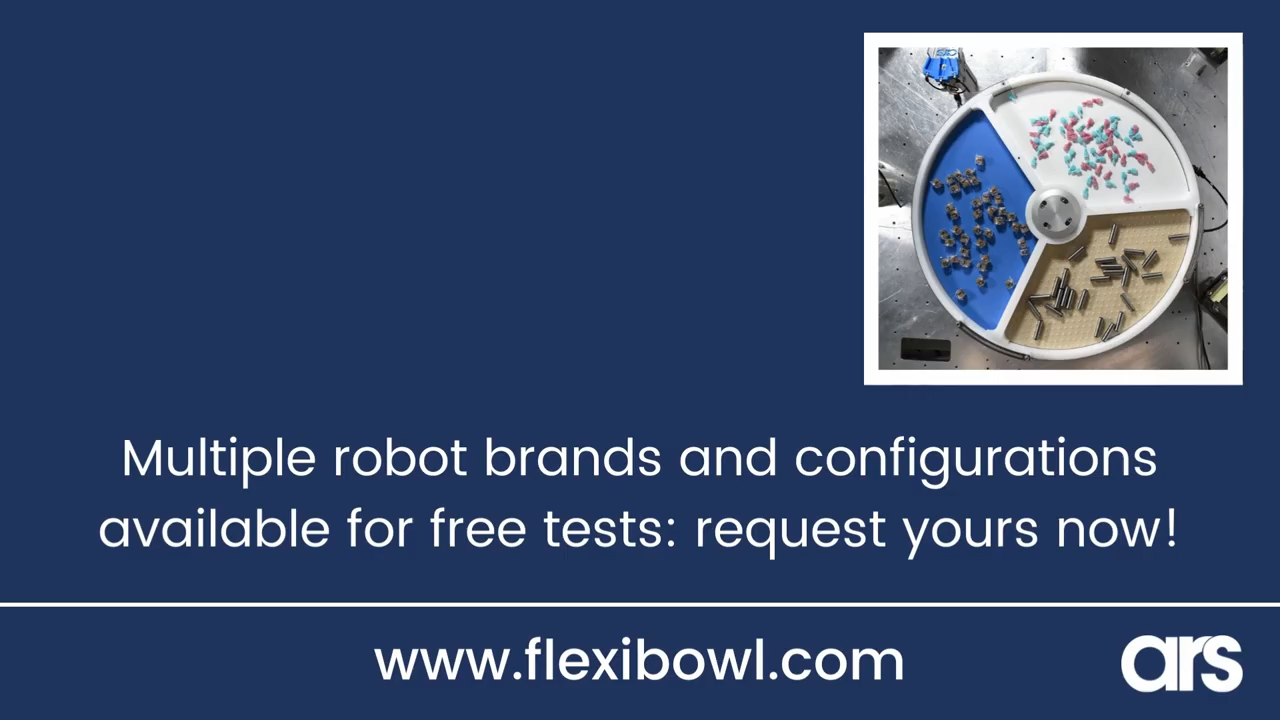 Multiple robot brands and configurations
available for free tests: request yours now!
www.flexibowl.com
ars